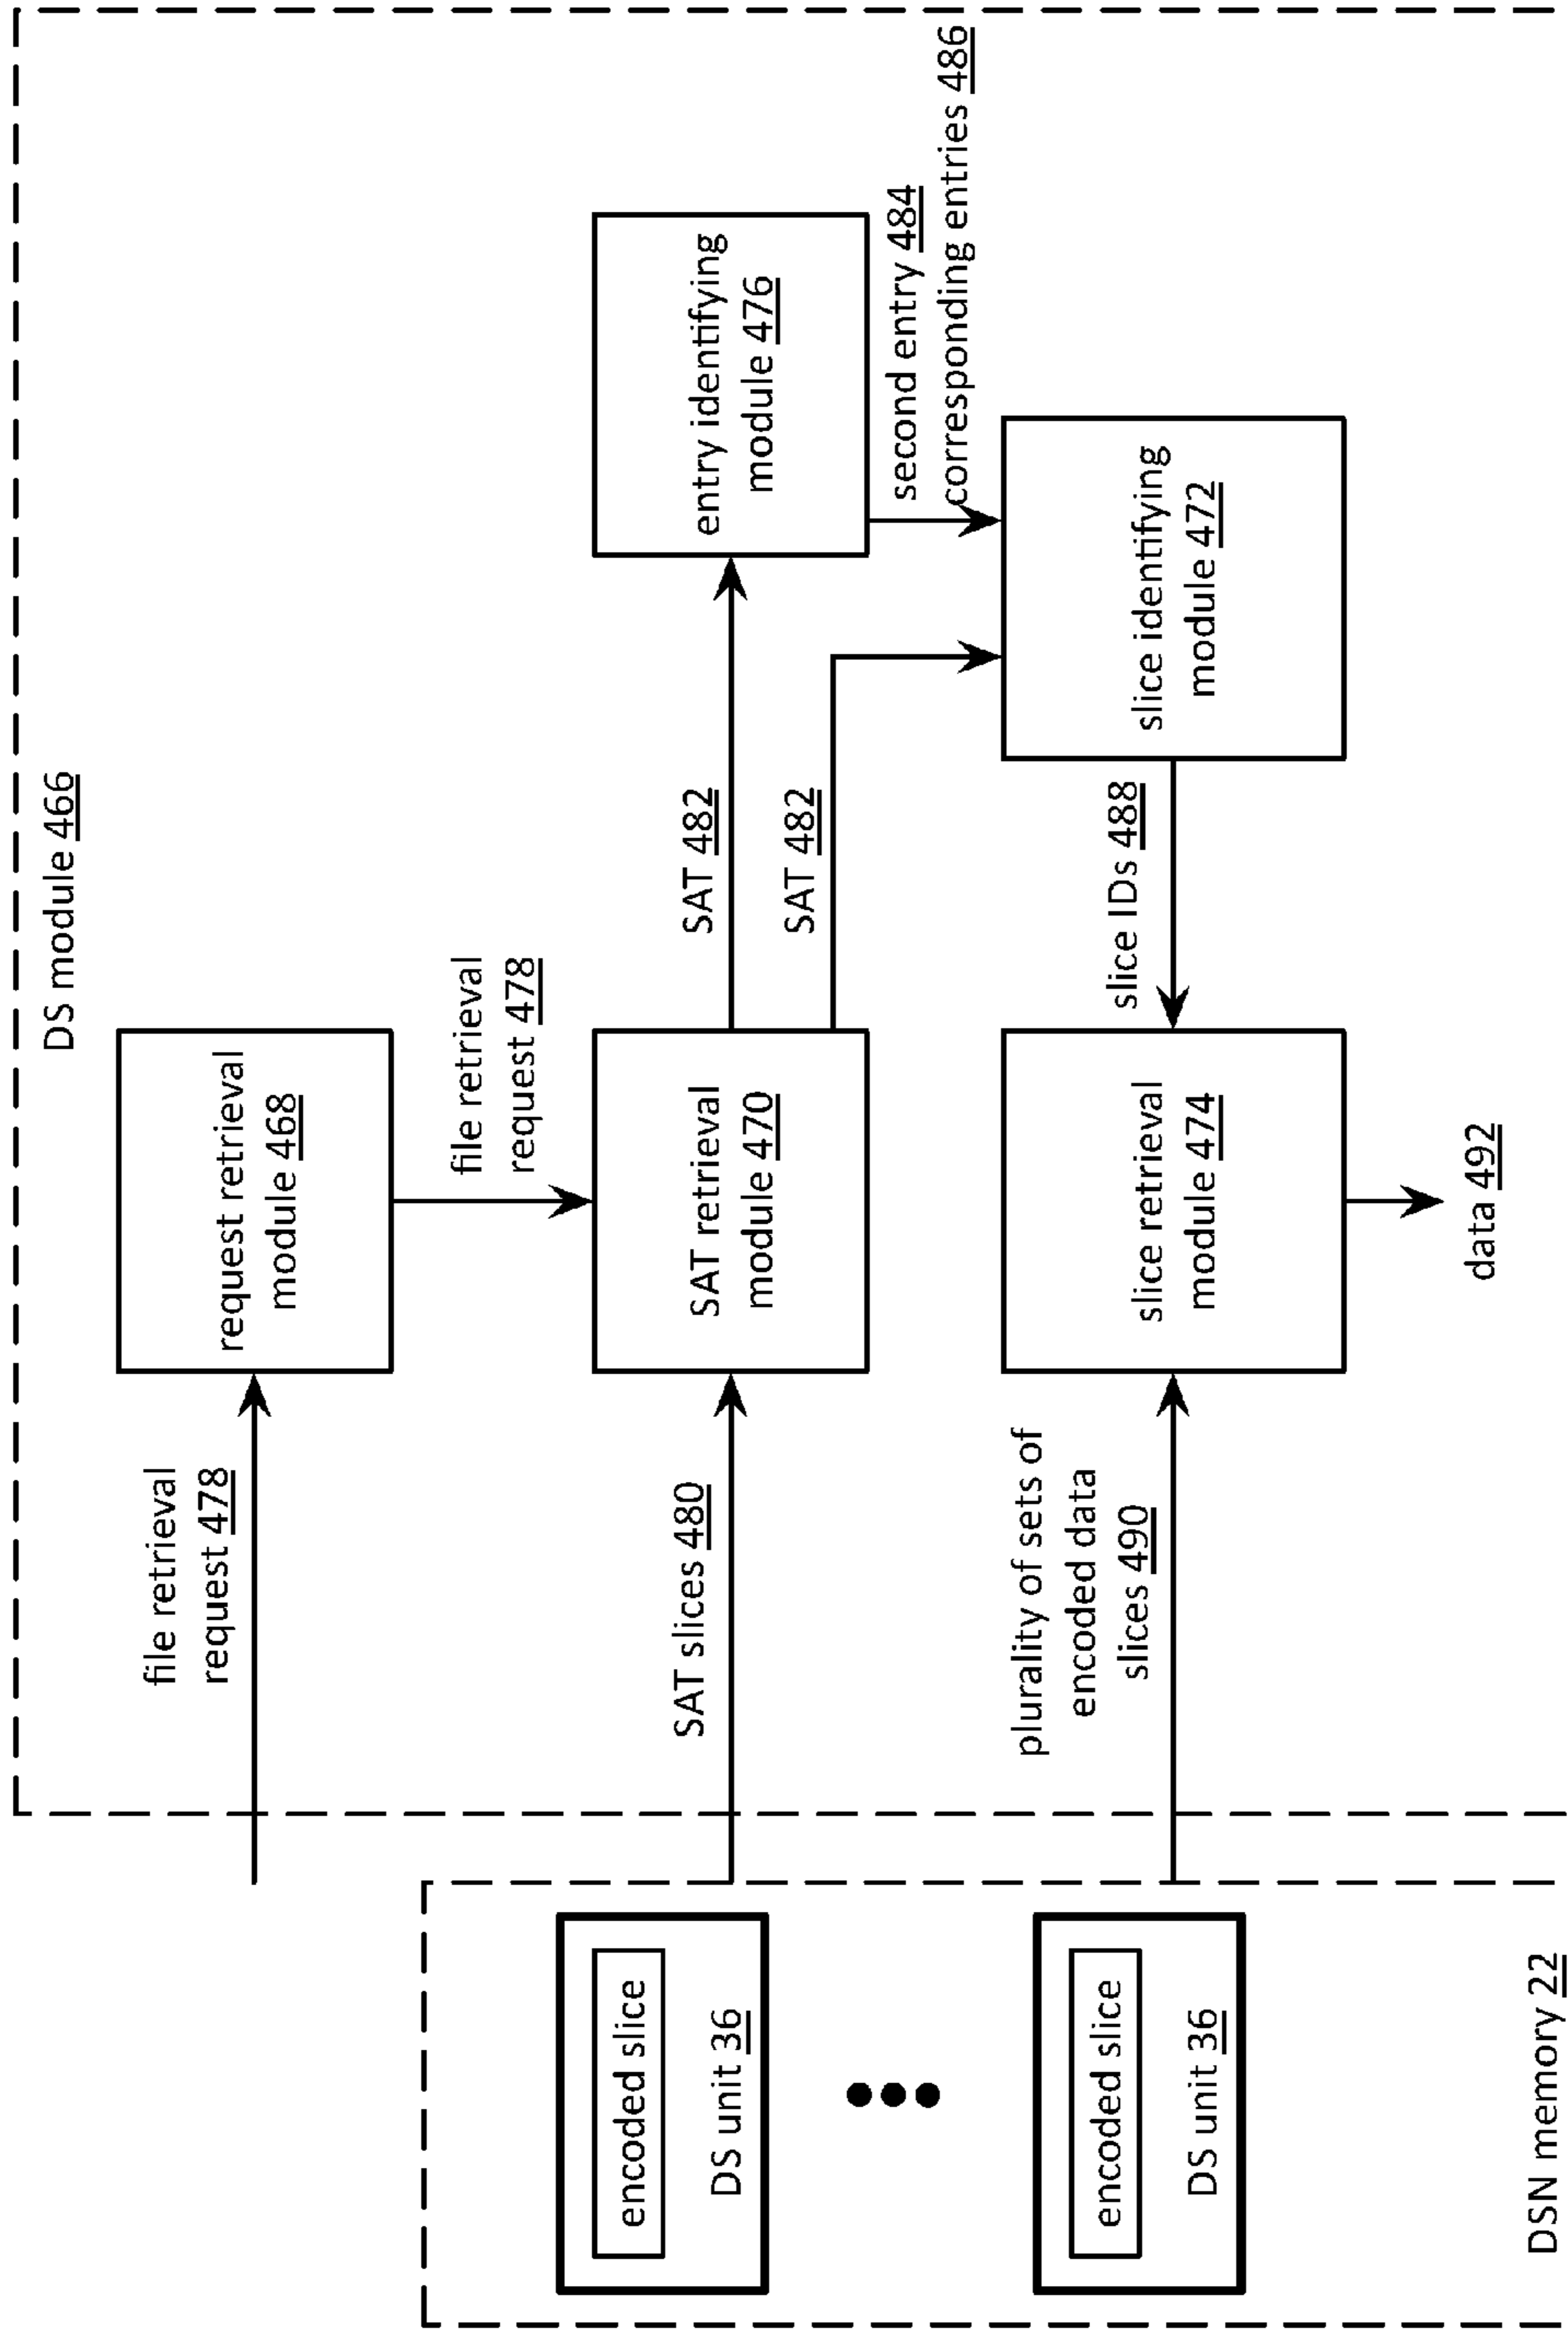 DS module 466
file retrieval
request 478
request retrieval
module 468
file retrieval
request 478
SAT slices 480
SAT retrieval
module 470
SAT 482
SAT 482
entry identifying
module 476
second entry 484
corresponding entries 486
slice identifying
module 472
slice IDs 488
slice retrieval
module 474
plurality of sets of
encoded data
slices 490
data 492
encoded slice
DS unit 36
encoded slice
DS unit 36
DSN memory 22